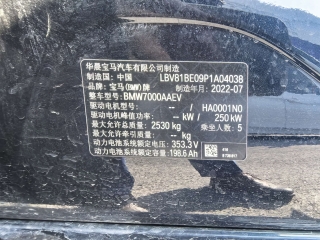 华晨宝马汽车有限公司制造
制造国：中国 LBV81BE09P1A04038
品牌：宝马(BMW)牌 制造年月：2022-07
整车型号：BMW7000AAEV
驱动电机型号： -- / HA0001N0
驱动电机峰值功率： -- kW / 250 kW
最大允许总质量：2530 kg 乘坐人数：5
最大允许牵引质量： -- kg
动力电池系统额定电压：353.3 V
动力电池系统额定容量：198.6 Ah